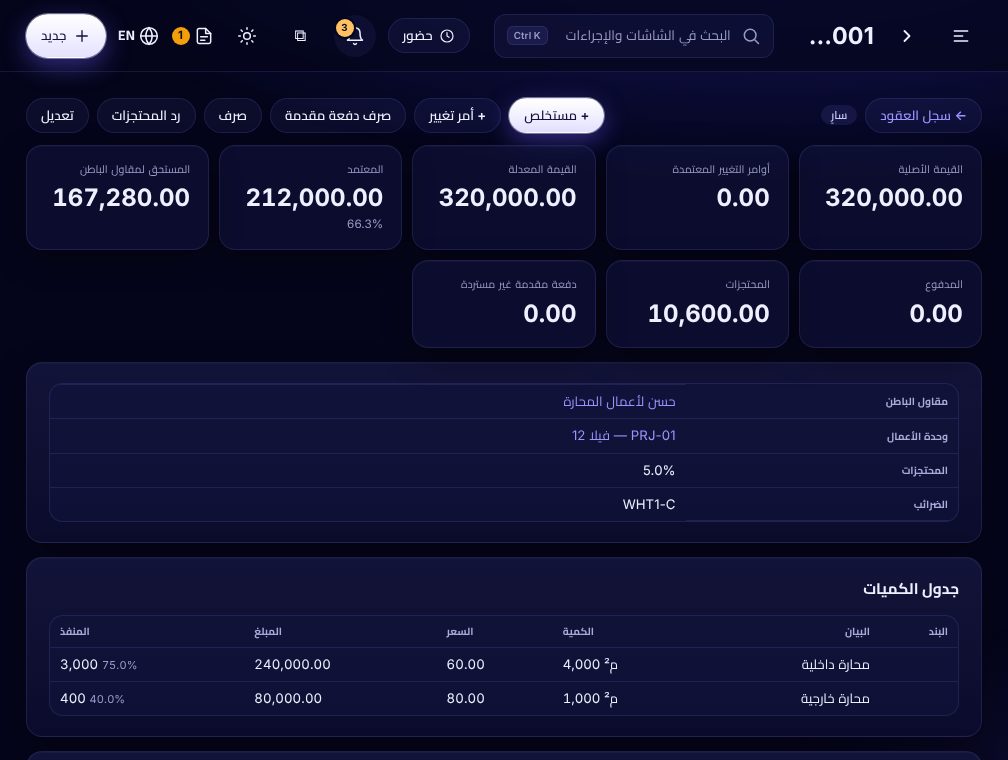 ...001
البحث في الشاشات والإجراءات Ctrl K
حضور
3
1
EN
جديد
← سجل العقود
سارٍ
+ مستخلص
+ أمر تغيير
صرف دفعة مقدمة
صرف
رد المحتجزات
تعديل
القيمة الأصلية
320,000.00
أوامر التغيير المعتمدة
0.00
القيمة المعدلة
320,000.00
المعتمد
212,000.00
66.3%
المستحق لمقاول الباطن
167,280.00
المدفوع
0.00
المحتجزات
10,600.00
دفعة مقدمة غير مستردة
0.00
مقاول الباطن حسن لأعمال المحارة
وحدة الأعمال PRJ-01 — فيلا 12
المحتجزات 5.0%
الضرائب WHT1-C
جدول الكميات
البند البيان الكمية السعر المبلغ المنفذ
محارة داخلية 4,000 م² 60.00 240,000.00 3,000 75.0%
محارة خارجية 1,000 م² 80.00 80,000.00 400 40.0%